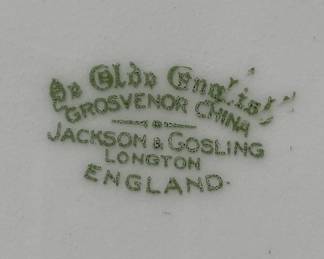 Ye Olde English
GROSVENOR CHINA
JACKSON & GOSLING
LONGTON
ENGLAND.